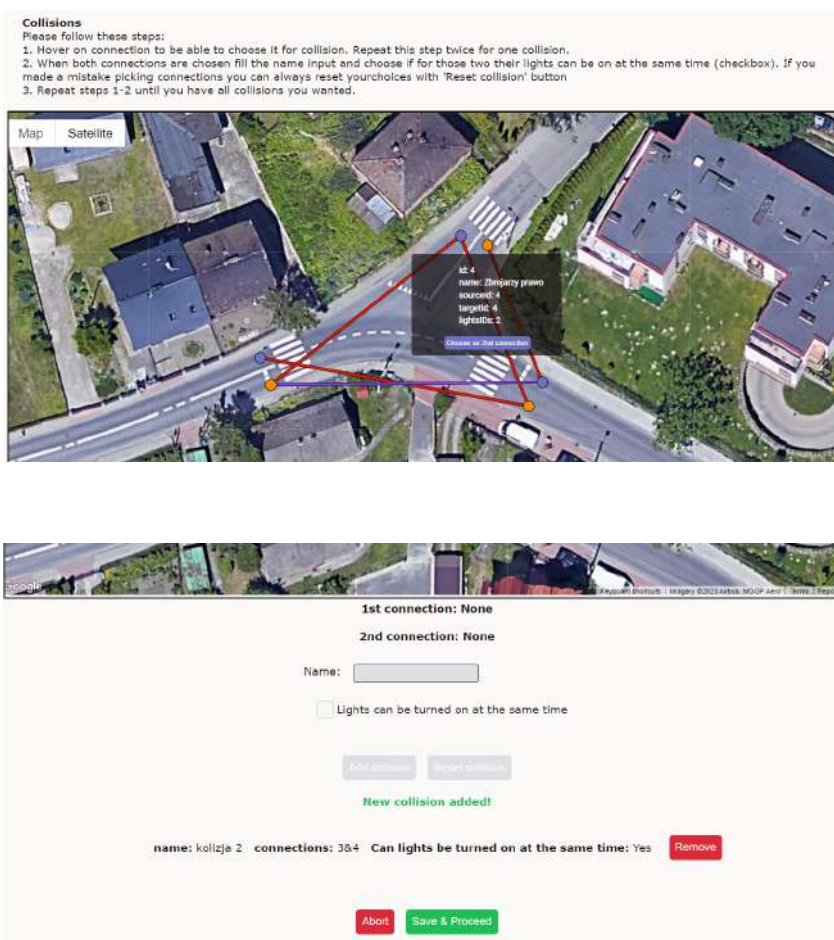 Collisions
Please follow these steps:
1. Hover on connection to be able to choose it for collision. Repeat this step twice for one collision.
2. When both connections are chosen fill the name input and choose if for those two their lights can be on at the same time (checkbox). If you
made a mistake picking connections you can always reset yourchoices with 'Reset collision' button
3. Repeat steps 1-2 until you have all collisions you wanted.
Map Satellite
id: 4
name: Zbrojarzy prawo
sourceid: 4
targetid: 4
lightsIDs: 2
Choose as 2nd connection
Google
Keyboard shortcuts Imagery ©2023 Airbus, MGGP Aero Terms Repo
1st connection: None
2nd connection: None
Name:
Lights can be turned on at the same time
Add collision Reset collision
New collision added!
name: kolizja 2 connections: 3&4 Can lights be turned on at the same time: Yes Remove
Abort Save & Proceed